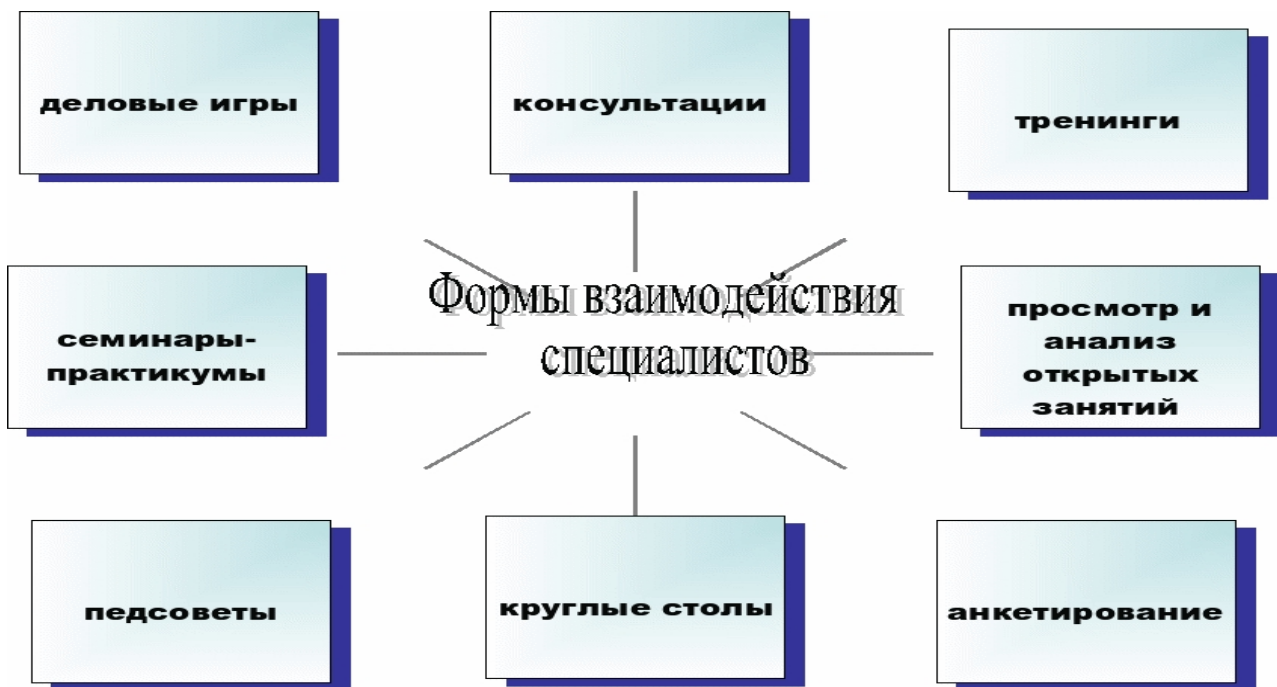 деловые игры
консультации
тренинги
Формы взаимодействия
специалистов
семинары-
практикумы
просмотр и
анализ
открытых
занятий
педсоветы
круглые столы
анкетирование